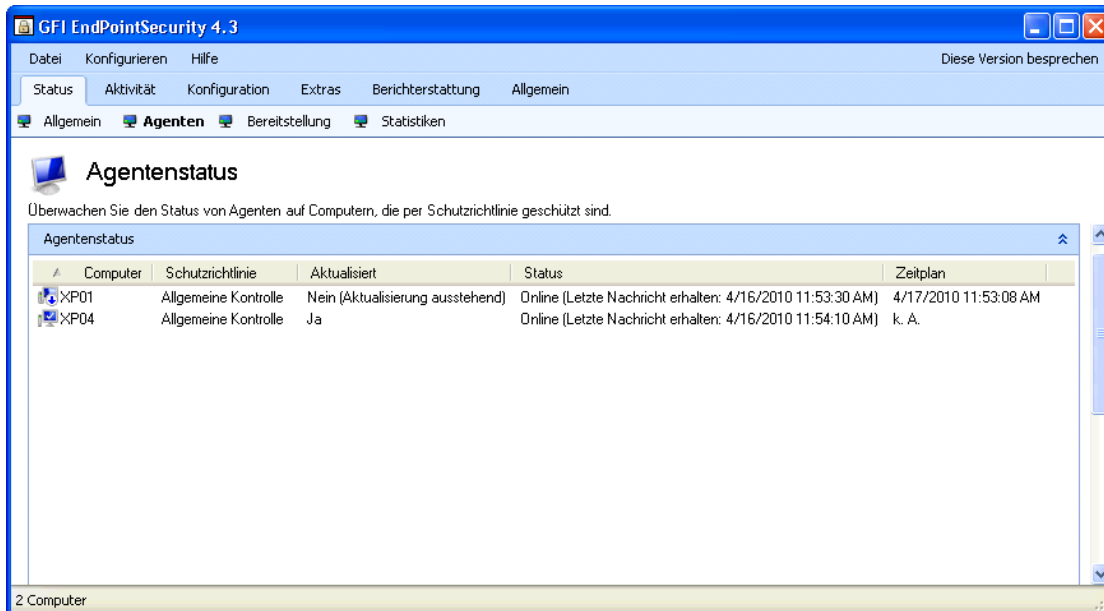 GFI EndPointSecurity 4.3
Datei Konfigurieren Hilfe Diese Version besprechen
Status Aktivität Konfiguration Extras Berichterstattung Allgemein
Allgemein Agenten Bereitstellung Statistiken
Agentenstatus
Überwachen Sie den Status von Agenten auf Computern, die per Schutzrichtlinie geschützt sind.
Agentenstatus
Computer Schutzrichtlinie Aktualisiert Status Zeitplan
XP01 Allgemeine Kontrolle Nein (Aktualisierung ausstehend) Online (Letzte Nachricht erhalten: 4/16/2010 11:53:30 AM) 4/17/2010 11:53:08 AM
XP04 Allgemeine Kontrolle Ja Online (Letzte Nachricht erhalten: 4/16/2010 11:54:10 AM) k. A.
2 Computer